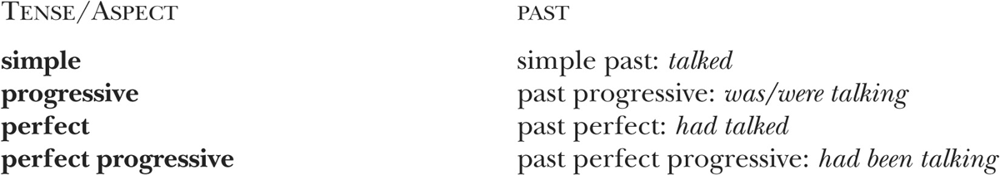 TENSE/ASPECT PAST
simple simple past: talked
progressive past progressive: was/were talking
perfect past perfect: had talked
perfect progressive past perfect progressive: had been talking